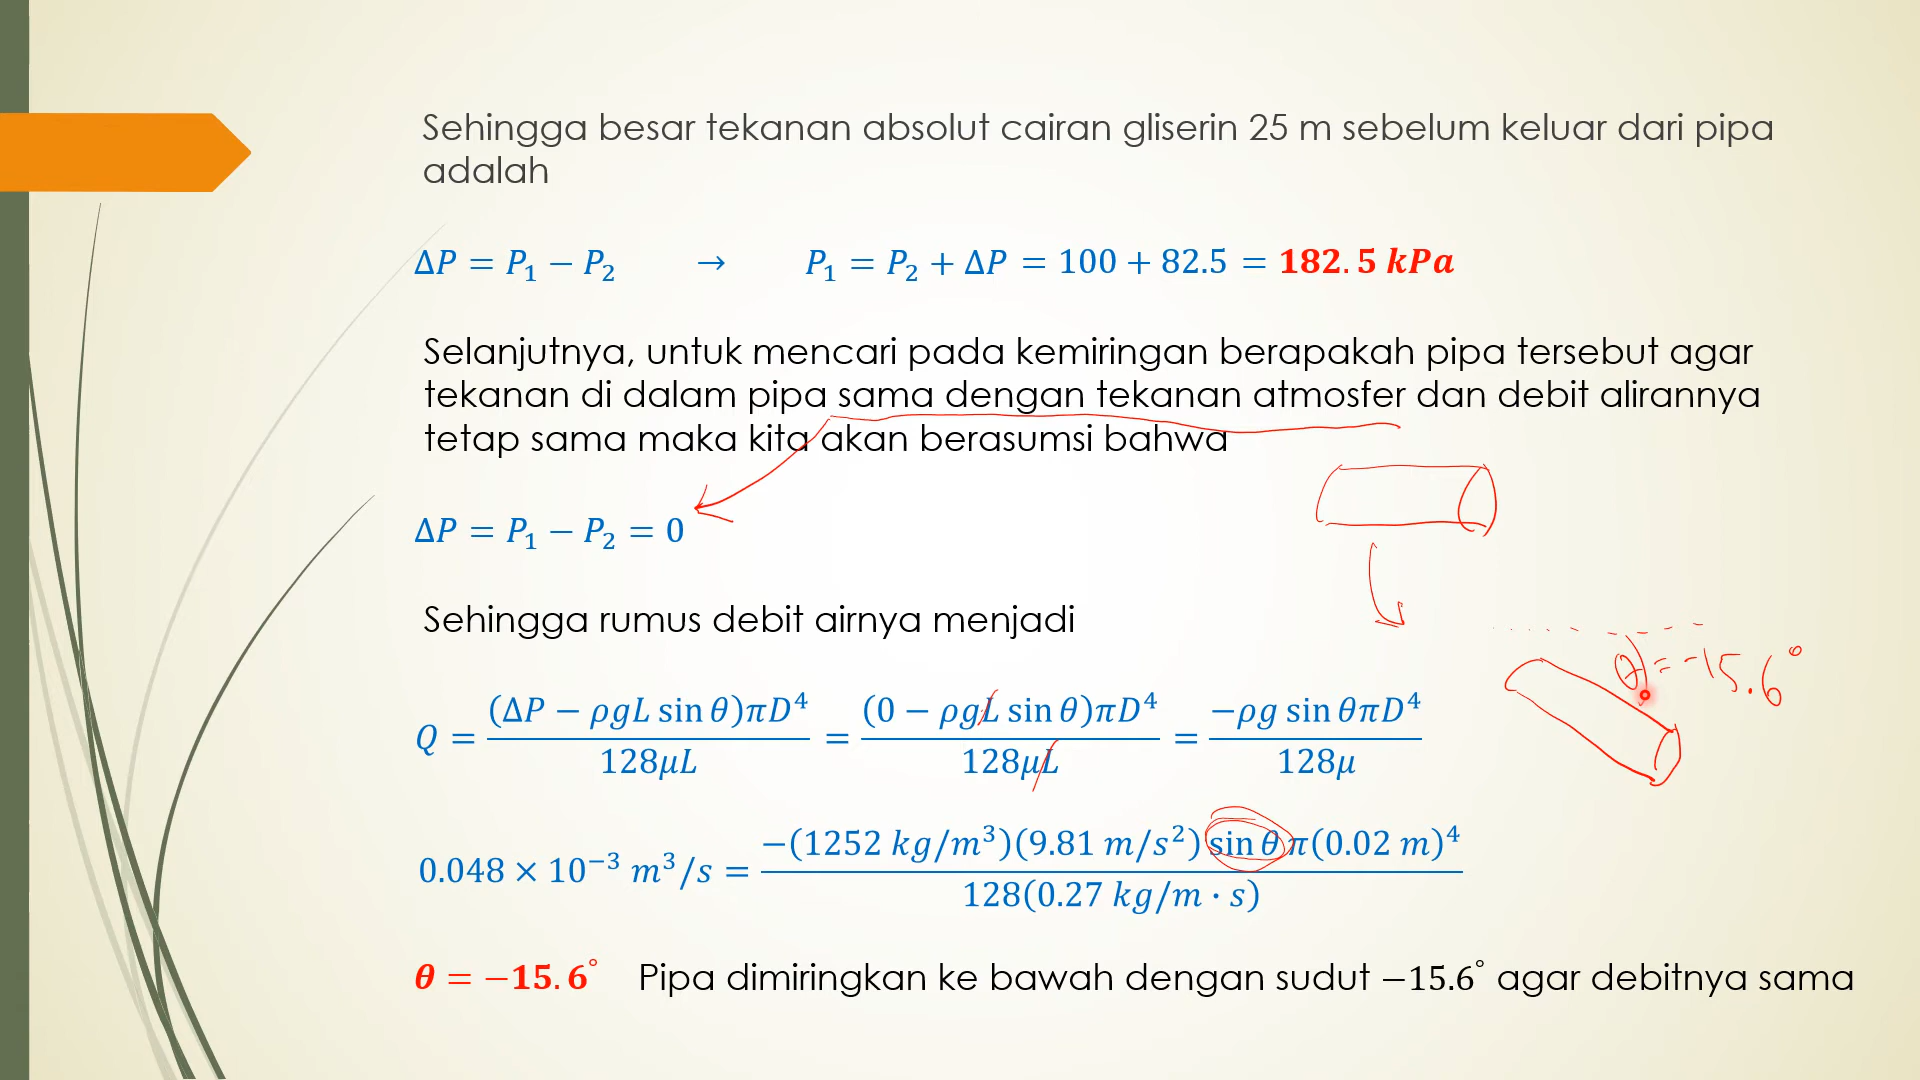 Sehingga besar tekanan absolut cairan gliserin 25 m sebelum keluar dari pipa
adalah
ΔP = P₁ − P₂ → P₁ = P₂ + ΔP = 100 + 82.5 = 182.5 kPa
Selanjutnya, untuk mencari pada kemiringan berapakah pipa tersebut agar
tekanan di dalam pipa sama dengan tekanan atmosfer dan debit alirannya
tetap sama maka kita akan berasumsi bahwa
ΔP = P₁ − P₂ = 0
Sehingga rumus debit airnya menjadi
θ = -15.6°
Q = (ΔP − ρgL sin θ)πD⁴ / 128μL = (0 − ρgL sin θ)πD⁴ / 128μL = −ρg sin θπD⁴ / 128μ
0.048 × 10⁻³ m³/s = −(1252 kg/m³)(9.81 m/s²) sin θ π(0.02 m)⁴ / 128(0.27 kg/m · s)
θ = −15.6° Pipa dimiringkan ke bawah dengan sudut −15.6° agar debitnya sama